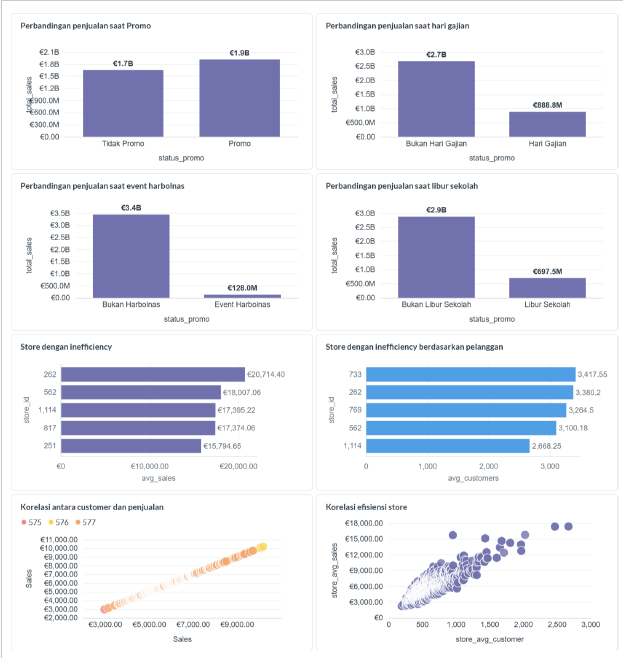 Perbandingan penjualan saat Promo
€2.1B
€1.8B
€1.5B
€1.2B
€900.0M
€600.0M
€300.0M
€0.00
total_sales
€1.7B
€1.9B
Tidak Promo
Promo
status_promo
Perbandingan penjualan saat hari gajian
€3.0B
€2.5B
€2.0B
€1.5B
€1.0B
€500.0M
€0.00
total_sales
€2.7B
€888.8M
Bukan Hari Gajian
Hari Gajian
status_promo
Perbandingan penjualan saat event harbolnas
€3.5B
€3.0B
€2.5B
€2.0B
€1.5B
€1.0B
€500.0M
€0.00
total_sales
€3.4B
€128.0M
Bukan Harbolnas
Event Harbolnas
status_promo
Perbandingan penjualan saat libur sekolah
€3.0B
€2.5B
€2.0B
€1.5B
€1.0B
€500.0M
€0.00
total_sales
€2.9B
€697.5M
Bukan Libur Sekolah
Libur Sekolah
status_promo
Store dengan inefficiency
store_id
262 €20,714.40
562 €18,007.06
1,114 €17,395.22
817 €17,374.06
251 €15,794.65
€0 €10,000.00 €20,000.00
avg_sales
Store dengan inefficiency berdasarkan pelanggan
store_id
733 3,417.55
262 3,380.2
769 3,264.5
562 3,100.18
1,114 2,668.25
0 1,000 2,000 3,000
avg_customers
Korelasi antara customer dan penjualan
575 576 577
€11,000.00
€10,000.00
€9,000.00
€8,000.00
€7,000.00
€6,000.00
€5,000.00
€4,000.00
€3,000.00
€2,000.00
Sales
€3,000.00 €5,000.00 €7,000.00 €9,000.00
Sales
Korelasi efisiensi store
€18,000.00
€15,000.00
€12,000.00
€9,000.00
€6,000.00
€3,000.00
€0
store_avg_sales
0 500 1,000 1,500 2,000 2,500 3,000
store_avg_customer